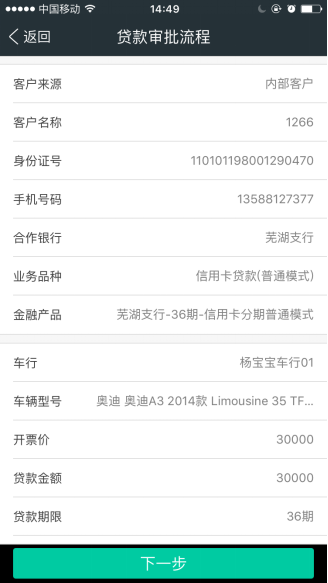 中国移动 14:49
返回 贷款审批流程
客户来源 内部客户
客户名称 1266
身份证号 110101198001290470
手机号码 13588127377
合作银行 芜湖支行
业务品种 信用卡贷款(普通模式)
金融产品 芜湖支行-36期-信用卡分期普通模式
车行 杨宝宝车行01
车辆型号 奥迪 奥迪A3 2014款 Limousine 35 TF...
开票价 30000
贷款金额 30000
贷款期限 36期
下一步